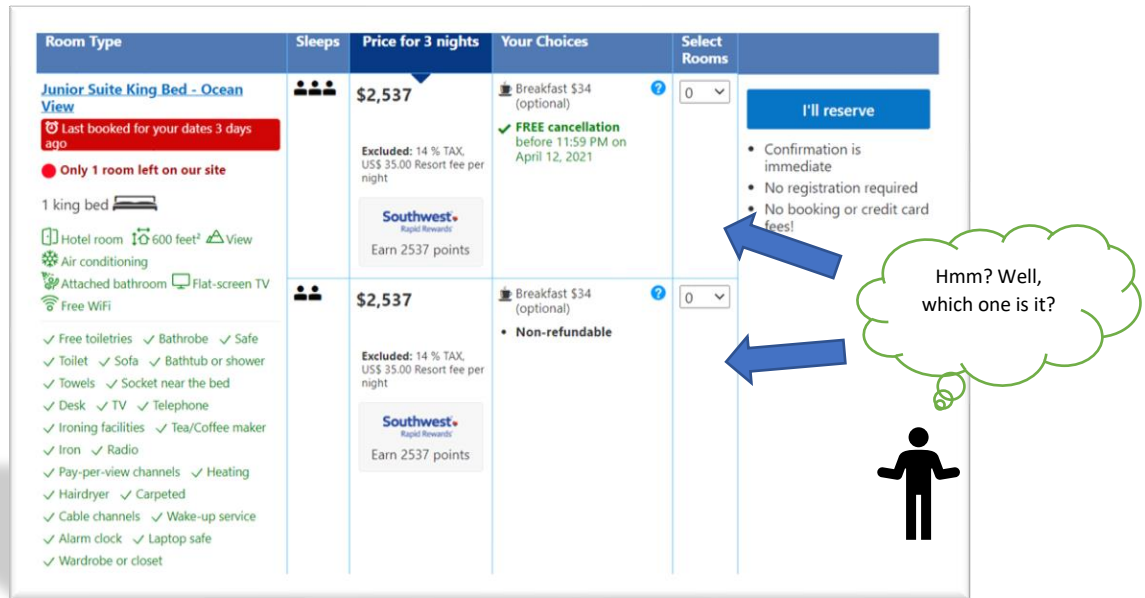 Room Type
Sleeps
Price for 3 nights
Your Choices
Select
Rooms
Junior Suite King Bed - Ocean
View
Last booked for your dates 3 days
ago
Only 1 room left on our site
1 king bed
Hotel room 600 feet² View
Air conditioning
Attached bathroom Flat-screen TV
Free WiFi
Free toiletries Bathrobe Safe
Toilet Sofa Bathtub or shower
Towels Socket near the bed
Desk TV Telephone
Ironing facilities Tea/Coffee maker
Iron Radio
Pay-per-view channels Heating
Hairdryer Carpeted
Cable channels Wake-up service
Alarm clock Laptop safe
Wardrobe or closet
$2,537
Excluded: 14 % TAX,
US$ 35.00 Resort fee per
night
Southwest
Rapid Rewards
Earn 2537 points
Breakfast $34 ?
(optional)
FREE cancellation
before 11:59 PM on
April 12, 2021
0
I'll reserve
• Confirmation is
immediate
• No registration required
• No booking or credit card
fees!
$2,537
Excluded: 14 % TAX,
US$ 35.00 Resort fee per
night
Southwest
Rapid Rewards
Earn 2537 points
Breakfast $34 ?
(optional)
• Non-refundable
0
Hmm? Well,
which one is it?